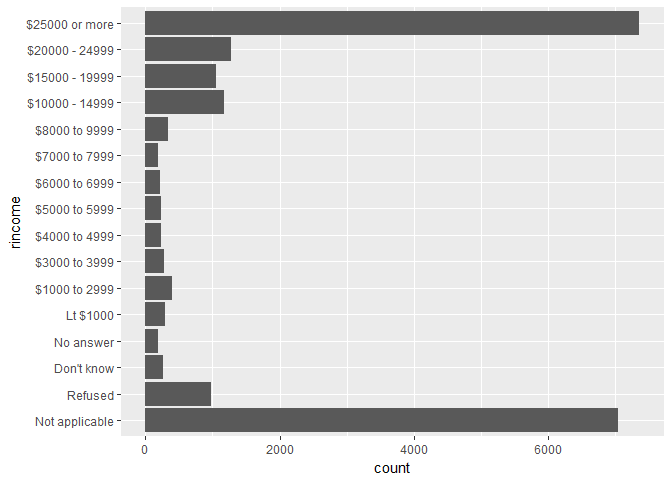 $25000 or more
$20000 - 24999
$15000 - 19999
$10000 - 14999
$8000 to 9999
$7000 to 7999
$6000 to 6999
$5000 to 5999
$4000 to 4999
$3000 to 3999
$1000 to 2999
Lt $1000
No answer
Don't know
Refused
Not applicable
rincome
0 2000 4000 6000
count